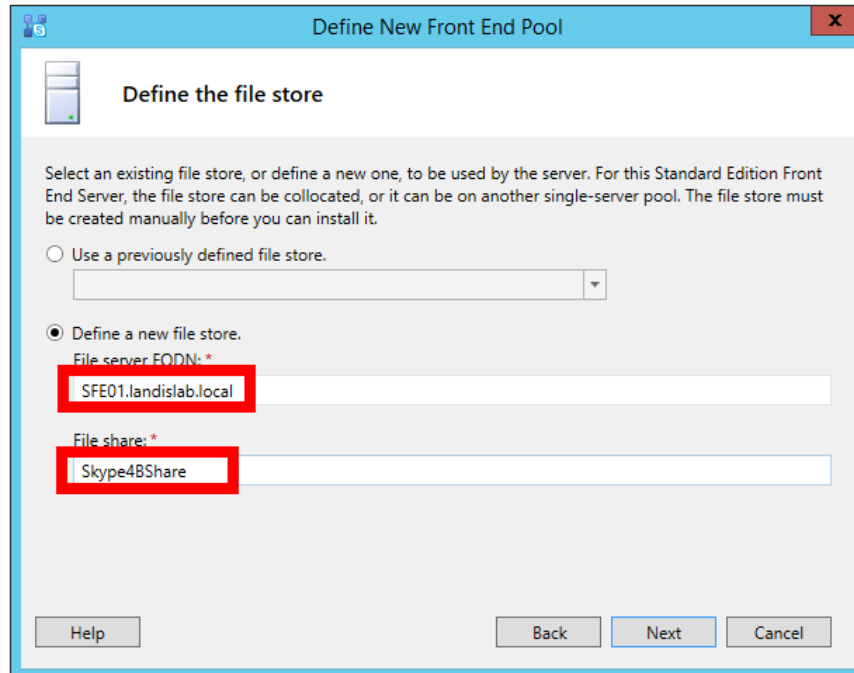 Define New Front End Pool
x
Define the file store
Select an existing file store, or define a new one, to be used by the server. For this Standard Edition Front
End Server, the file store can be collocated, or it can be on another single-server pool. The file store must
be created manually before you can install it.
Use a previously defined file store.
Define a new file store.
File server FQDN: *
SFE01.landislab.local
File share: *
Skype4BShare
Help Back Next Cancel